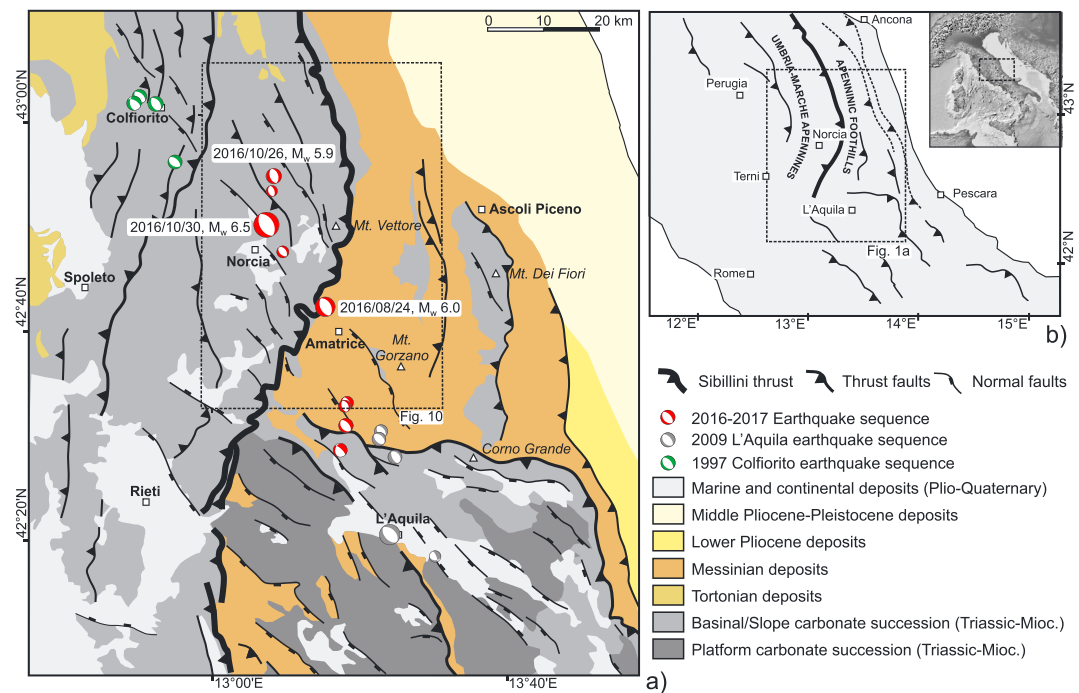 0 10 20 km
43°00'N
42°40'N
42°20'N
13°00'E
13°40'E
Colfiorito
2016/10/26, Mw 5.9
2016/10/30, Mw 6.5
Mt. Vettore
Ascoli Piceno
Norcia
Mt. Dei Fiori
Spoleto
2016/08/24, Mw 6.0
Amatrice
Mt.
Gorzano
Fig. 10
Corno Grande
Rieti
L'Aquila
a)
Ancona
UMBRIA-MARCHE APENNINES
APENNINIC FOOTHILLS
Perugia
43°N
Norcia
Terni
Pescara
L'Aquila
Fig. 1a
42°N
Rome
12°E
13°E
14°E
15°E
b)
Sibillini thrust
Thrust faults
Normal faults
2016-2017 Earthquake sequence
2009 L'Aquila earthquake sequence
1997 Colfiorito earthquake sequence
Marine and continental deposits (Plio-Quaternary)
Middle Pliocene-Pleistocene deposits
Lower Pliocene deposits
Messinian deposits
Tortonian deposits
Basinal/Slope carbonate succession (Triassic-Mioc.)
Platform carbonate succession (Triassic-Mioc.)